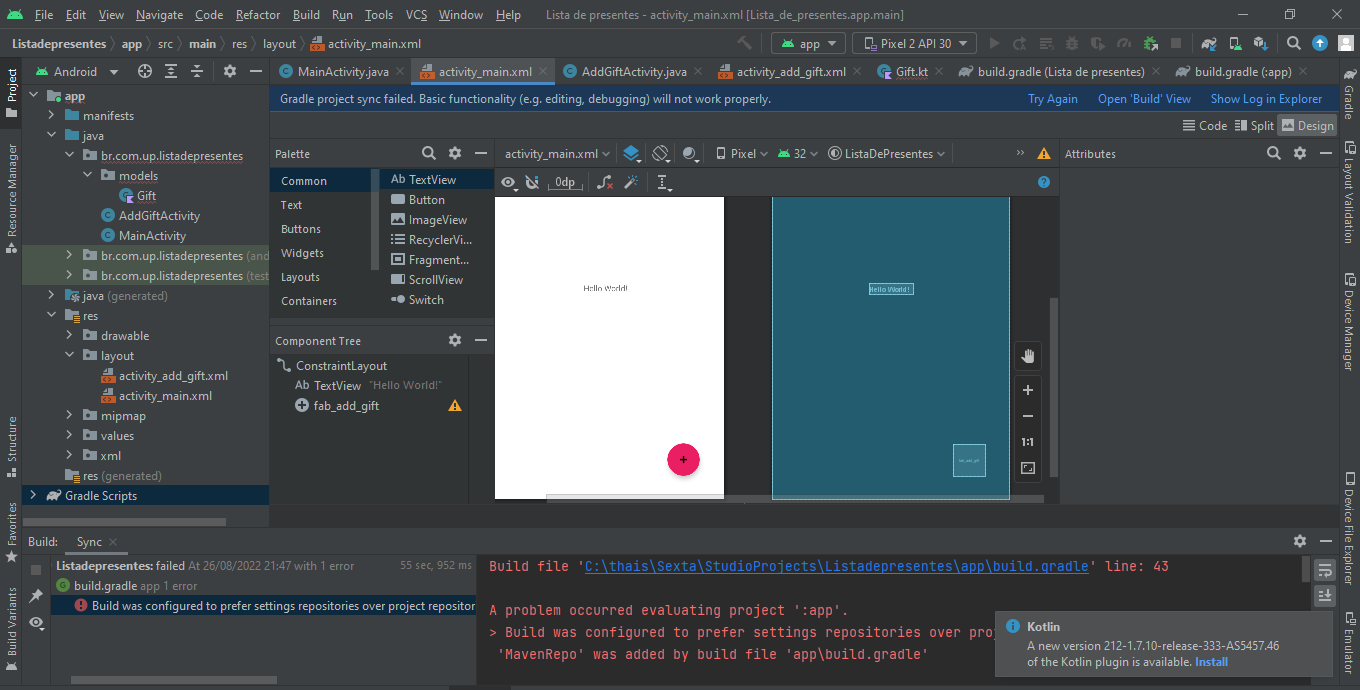 File Edit View Navigate Code Refactor Build Run Tools VCS Window Help Lista de presentes - activity_main.xml [Lista_de_presentes.app.main]
Listadepresentes app src main res layout activity_main.xml app Pixel 2 API 30
Project
Android
MainActivity.java activity_main.xml AddGiftActivity.java activity_add_gift.xml Gift.kt build.gradle (Lista de presentes) build.gradle (:app)
Gradle project sync failed. Basic functionality (e.g. editing, debugging) will not work properly. Try Again Open 'Build' View Show Log in Explorer
Code Split Design
app
manifests
java
br.com.up.listadepresentes
models
Gift
AddGiftActivity
MainActivity
br.com.up.listadepresentes (and
br.com.up.listadepresentes (test
java (generated)
res
drawable
layout
activity_add_gift.xml
activity_main.xml
mipmap
values
xml
res (generated)
Gradle Scripts
Resource Manager
Structure
Favorites
Build Variants
Palette
Common
Text
Buttons
Widgets
Layouts
Containers
Ab TextView
Button
ImageView
RecyclerVi...
Fragment...
ScrollView
Switch
Component Tree
ConstraintLayout
Ab TextView "Hello World!"
fab_add_gift
activity_main.xml Pixel 32 ListaDePresentes
0dp
Hello World!
Hello World!
fab_add_gift
1:1
Attributes
Gradle
Layout Validation
Device Manager
Device File Explorer
Emulator
Build: Sync
Listadepresentes: failed At 26/08/2022 21:47 with 1 error 55 sec, 952 ms
build.gradle app 1 error
Build was configured to prefer settings repositories over project repositor
Build file 'C:\thais\Sexta\StudioProjects\Listadepresentes\app\build.gradle' line: 43
A problem occurred evaluating project ':app'.
> Build was configured to prefer settings repositories over proj
'MavenRepo' was added by build file 'app\build.gradle'
Kotlin
A new version 212-1.7.10-release-333-AS5457.46
of the Kotlin plugin is available. Install